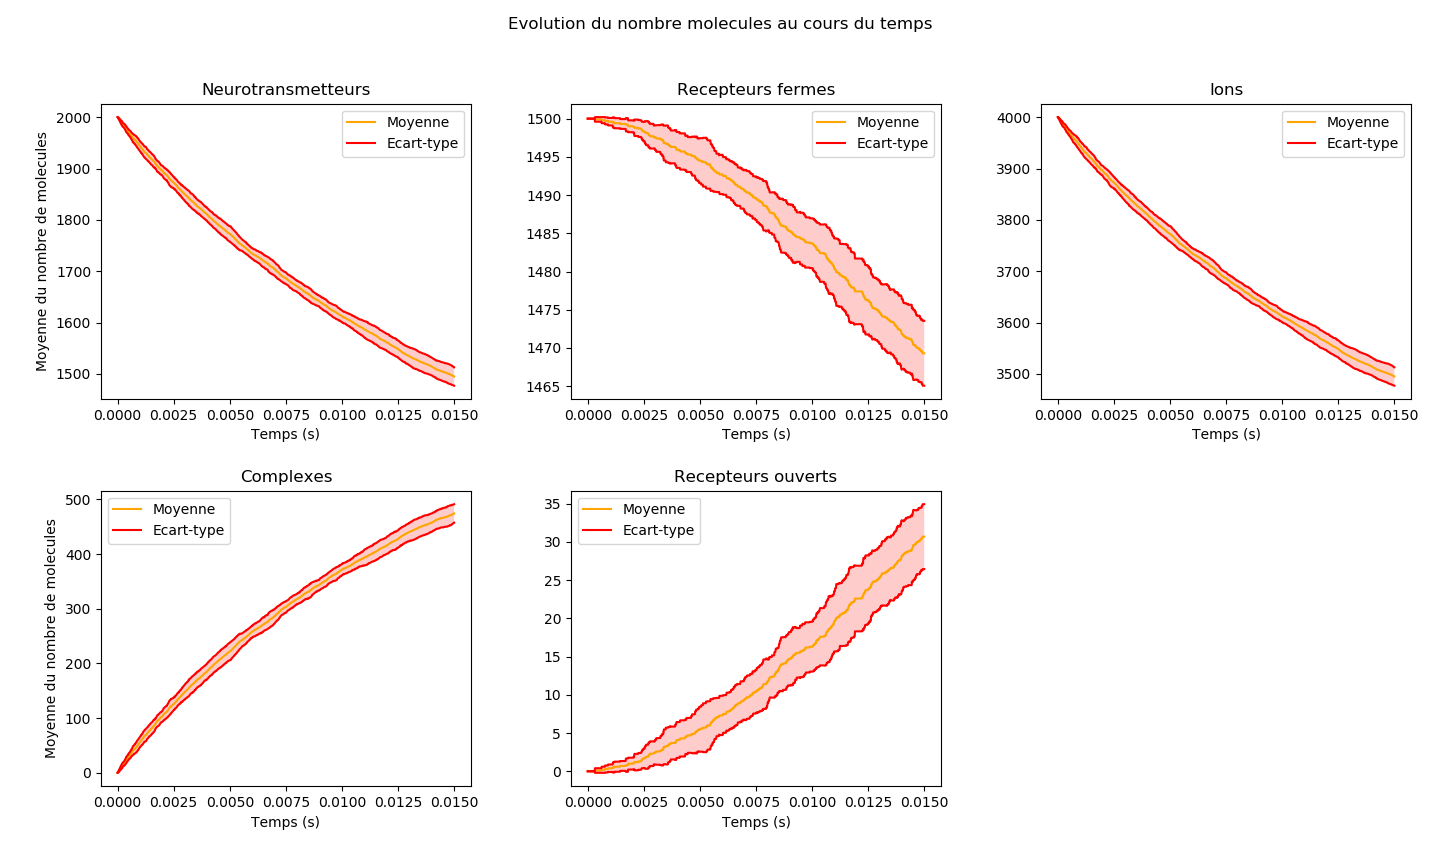 Evolution du nombre molecules au cours du temps
Neurotransmetteurs
Moyenne du nombre de molecules
2000
1900
1800
1700
1600
1500
Moyenne
Ecart-type
0.0000 0.0025 0.0050 0.0075 0.0100 0.0125 0.0150
Temps (s)
Recepteurs fermes
1500
1495
1490
1485
1480
1475
1470
1465
Moyenne
Ecart-type
0.0000 0.0025 0.0050 0.0075 0.0100 0.0125 0.0150
Temps (s)
Ions
4000
3900
3800
3700
3600
3500
Moyenne
Ecart-type
0.0000 0.0025 0.0050 0.0075 0.0100 0.0125 0.0150
Temps (s)
Complexes
Moyenne du nombre de molecules
500
400
300
200
100
0
Moyenne
Ecart-type
0.0000 0.0025 0.0050 0.0075 0.0100 0.0125 0.0150
Temps (s)
Recepteurs ouverts
35
30
25
20
15
10
5
0
Moyenne
Ecart-type
0.0000 0.0025 0.0050 0.0075 0.0100 0.0125 0.0150
Temps (s)